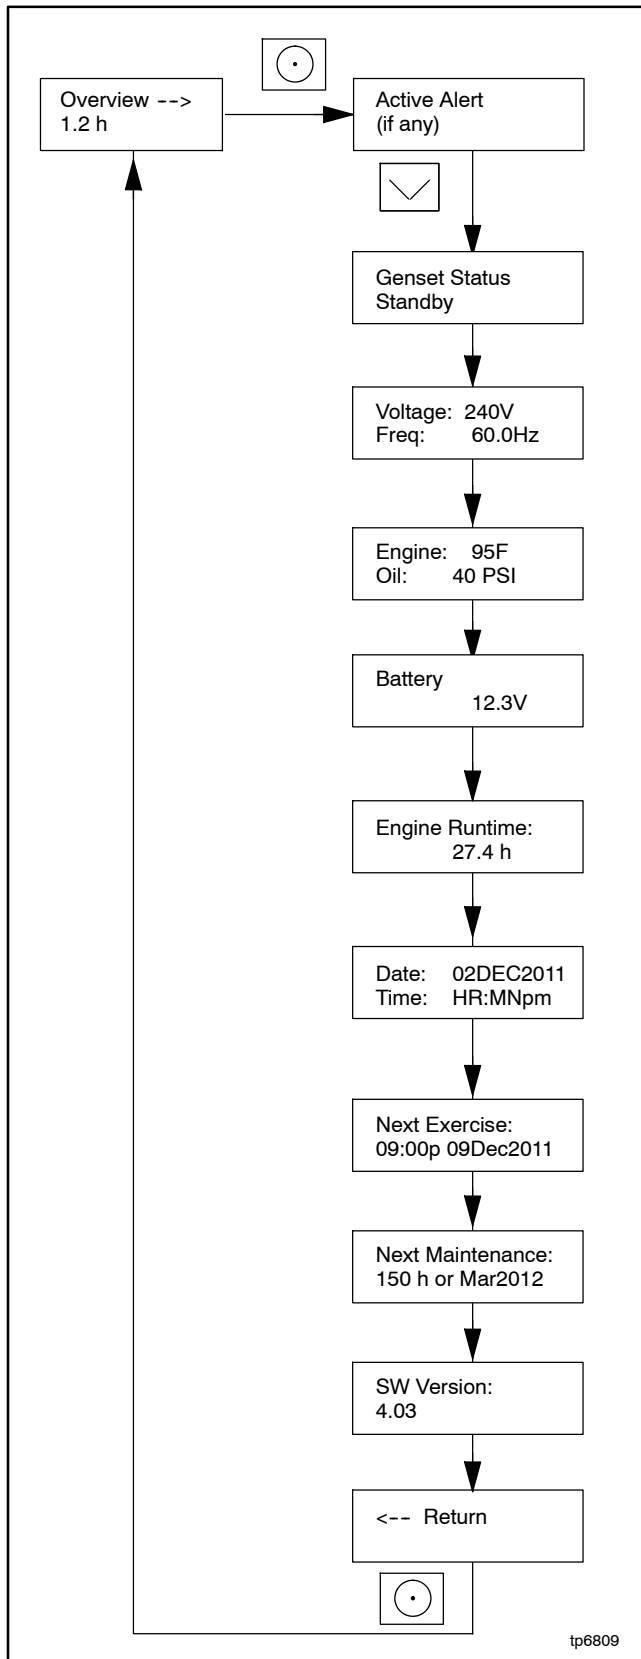 Overview -->
1.2 h
Active Alert
(if any)
Genset Status
Standby
Voltage: 240V
Freq: 60.0Hz
Engine: 95F
Oil: 40 PSI
Battery
12.3V
Engine Runtime:
27.4 h
Date: 02DEC2011
Time: HR:MNpm
Next Exercise:
09:00p 09Dec2011
Next Maintenance:
150 h or Mar2012
SW Version:
4.03
<-- Return
tp6809